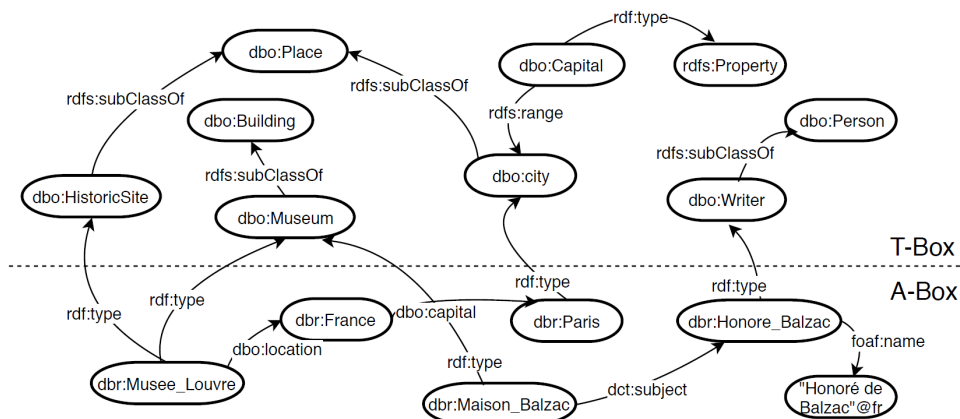 rdf:type
dbo:Place
dbo:Capital
rdfs:Property
rdfs:subClassOf
rdfs:subClassOf
rdfs:range
dbo:Building
dbo:Person
rdfs:subClassOf
rdfs:subClassOf
dbo:city
dbo:HistoricSite
dbo:Museum
dbo:Writer
T-Box
A-Box
rdf:type
rdf:type
rdf:type
rdf:type
dbr:France
dbo:capital
dbr:Paris
dbr:Honore_Balzac
foaf:name
dbo:location
rdf:type
dbr:Musee_Louvre
dct:subject
dbr:Maison_Balzac
"Honoré de
Balzac"@fr